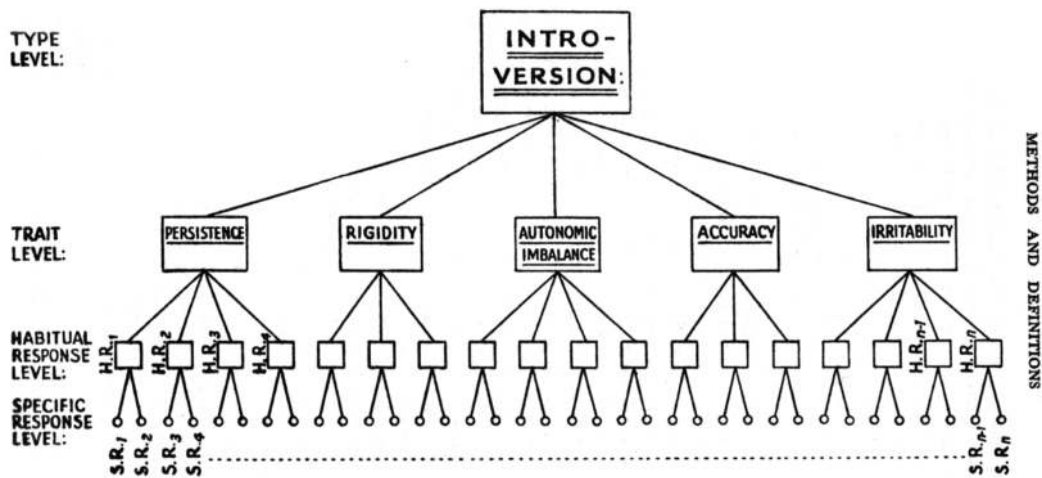 TYPE
LEVEL:
INTRO-
VERSION:
METHODS AND DEFINITIONS
TRAIT
LEVEL:
PERSISTENCE
RIGIDITY
AUTONOMIC
IMBALANCE
ACCURACY
IRRITABILITY
HABITUAL
RESPONSE
LEVEL:
H.R.1
H.R.2
H.R.3
H.R.4
H.R.n-1
H.R.n
SPECIFIC
RESPONSE
LEVEL:
S.R.1
S.R.2
S.R.3
S.R.4
S.R.n-1
S.R.n